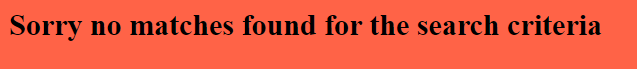 Sorry no matches found for the search criteria